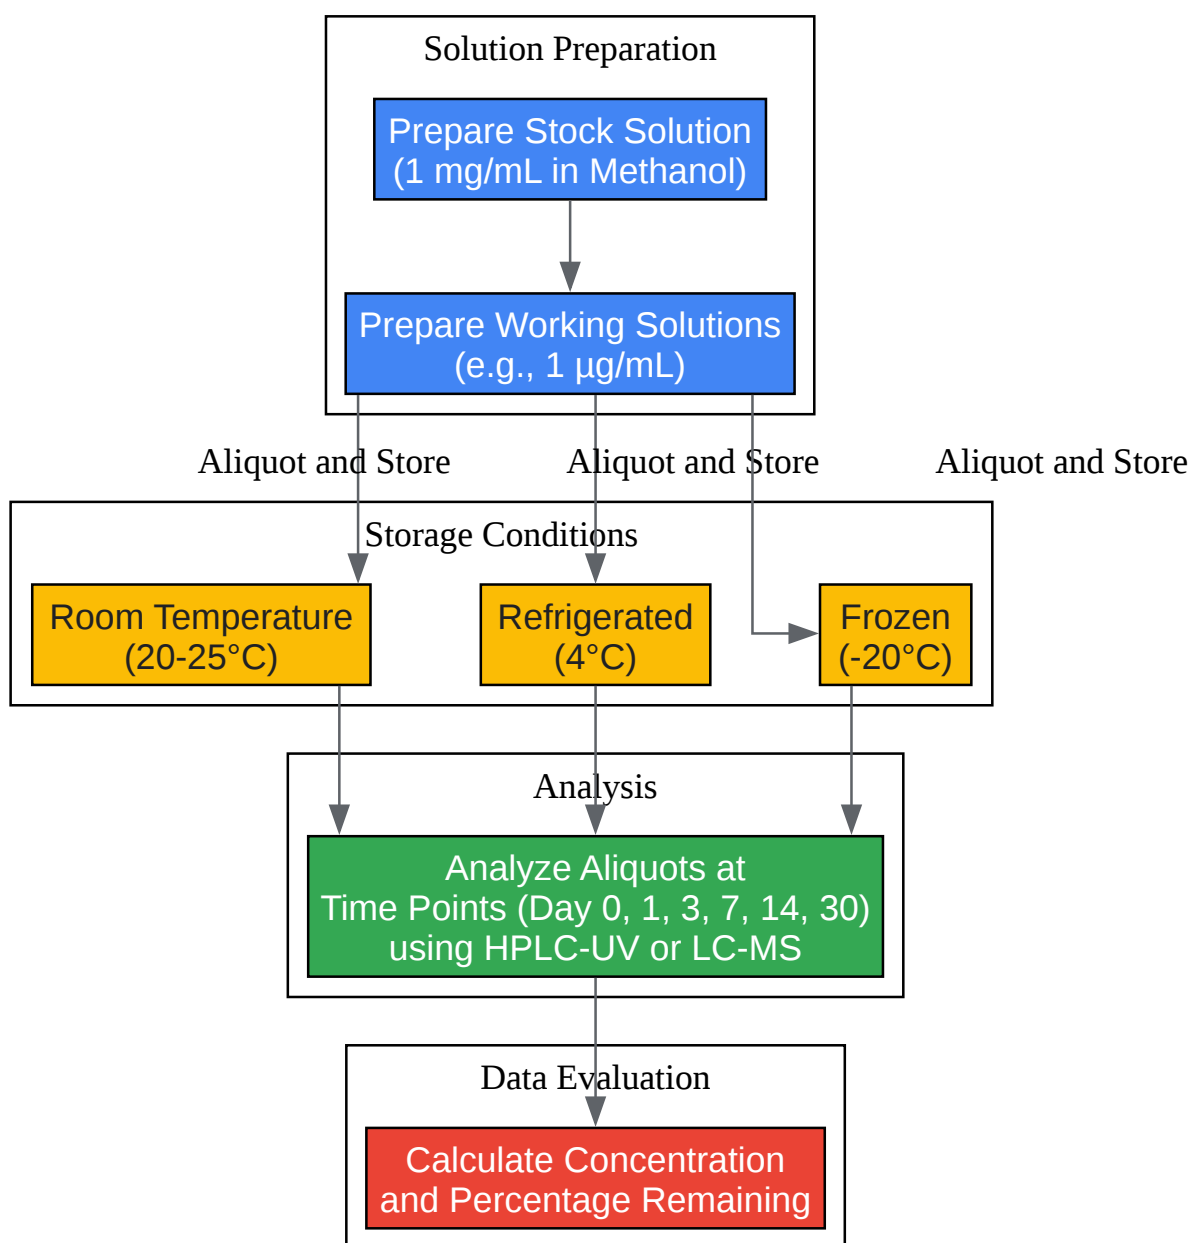 Solution Preparation
Prepare Stock Solution
(1 mg/mL in Methanol)
Prepare Working Solutions
(e.g., 1 µg/mL)
Aliquot and Store
Aliquot and Store
Aliquot and Store
Storage Conditions
Room Temperature
(20-25°C)
Refrigerated
(4°C)
Frozen
(-20°C)
Analysis
Analyze Aliquots at
Time Points (Day 0, 1, 3, 7, 14, 30)
using HPLC-UV or LC-MS
Data Evaluation
Calculate Concentration
and Percentage Remaining